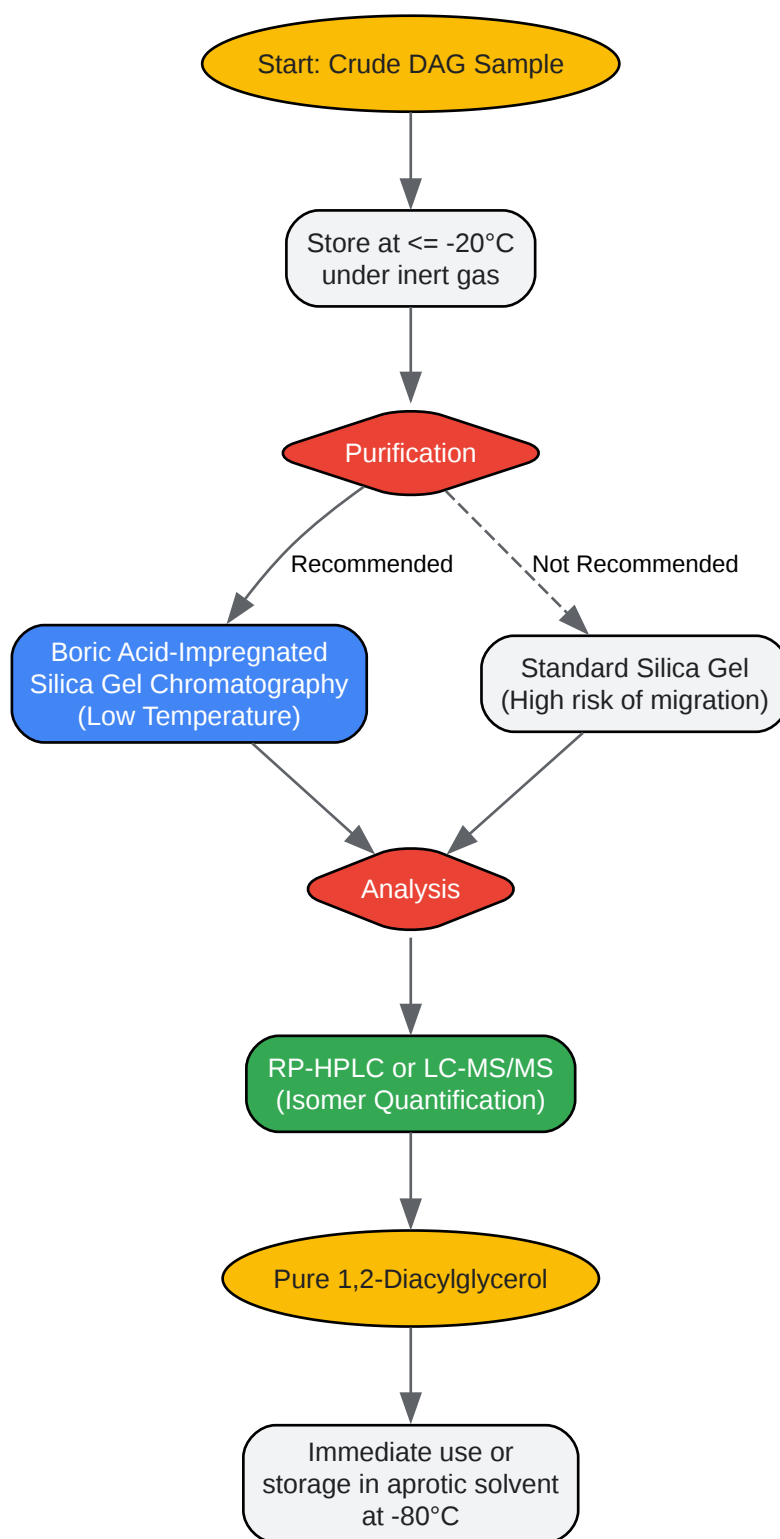 Start: Crude DAG Sample
Store at <= -20°C
under inert gas
Purification
Recommended
Not Recommended
Boric Acid-Impregnated
Silica Gel Chromatography
(Low Temperature)
Standard Silica Gel
(High risk of migration)
Analysis
RP-HPLC or LC-MS/MS
(Isomer Quantification)
Pure 1,2-Diacylglycerol
Immediate use or
storage in aprotic solvent
at -80°C